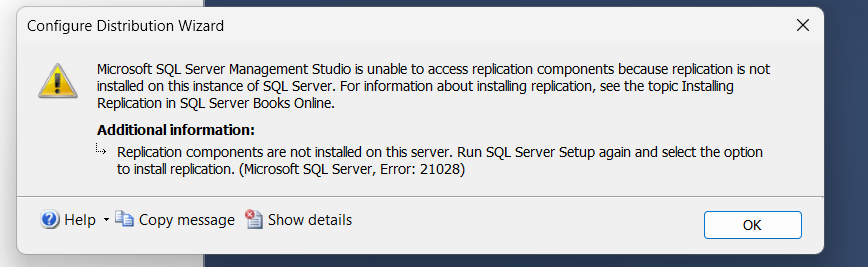 Configure Distribution Wizard
Microsoft SQL Server Management Studio is unable to access replication components because replication is not
installed on this instance of SQL Server. For information about installing replication, see the topic Installing
Replication in SQL Server Books Online.
Additional information:
Replication components are not installed on this server. Run SQL Server Setup again and select the option
to install replication. (Microsoft SQL Server, Error: 21028)
Help Copy message Show details OK